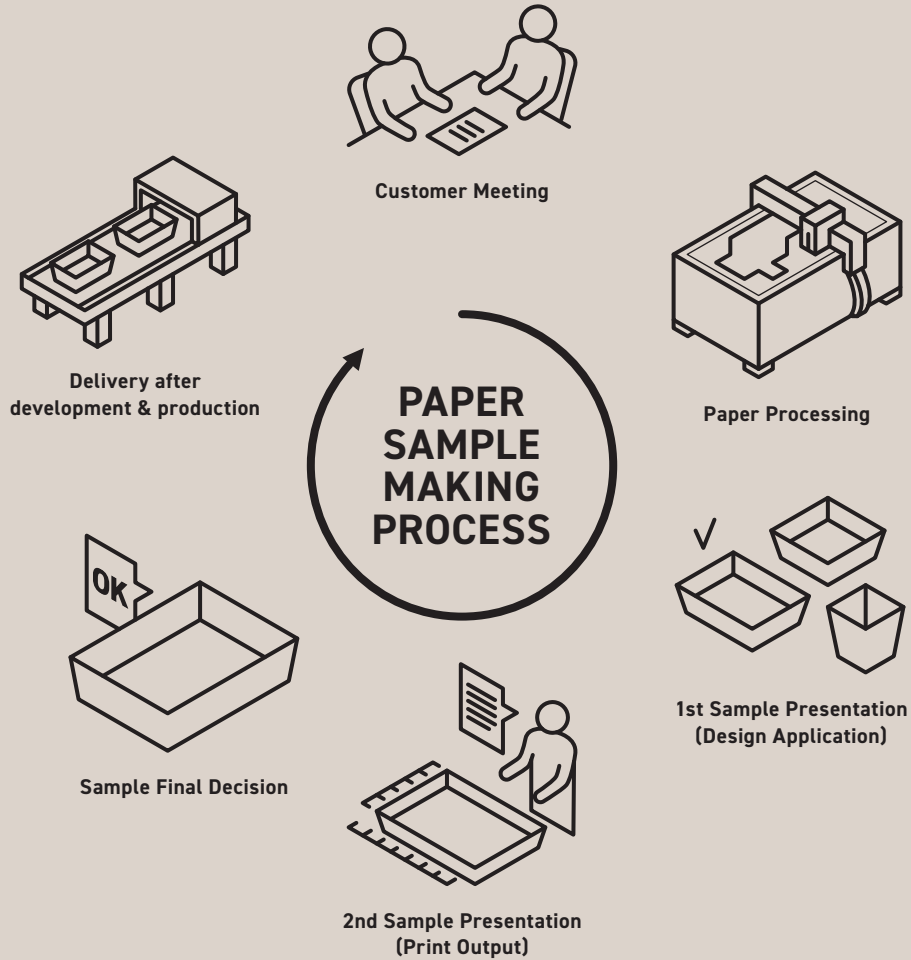 Customer Meeting
Delivery after
development & production
Paper Processing
PAPER
SAMPLE
MAKING
PROCESS
OK
1st Sample Presentation
(Design Application)
Sample Final Decision
2nd Sample Presentation
(Print Output)